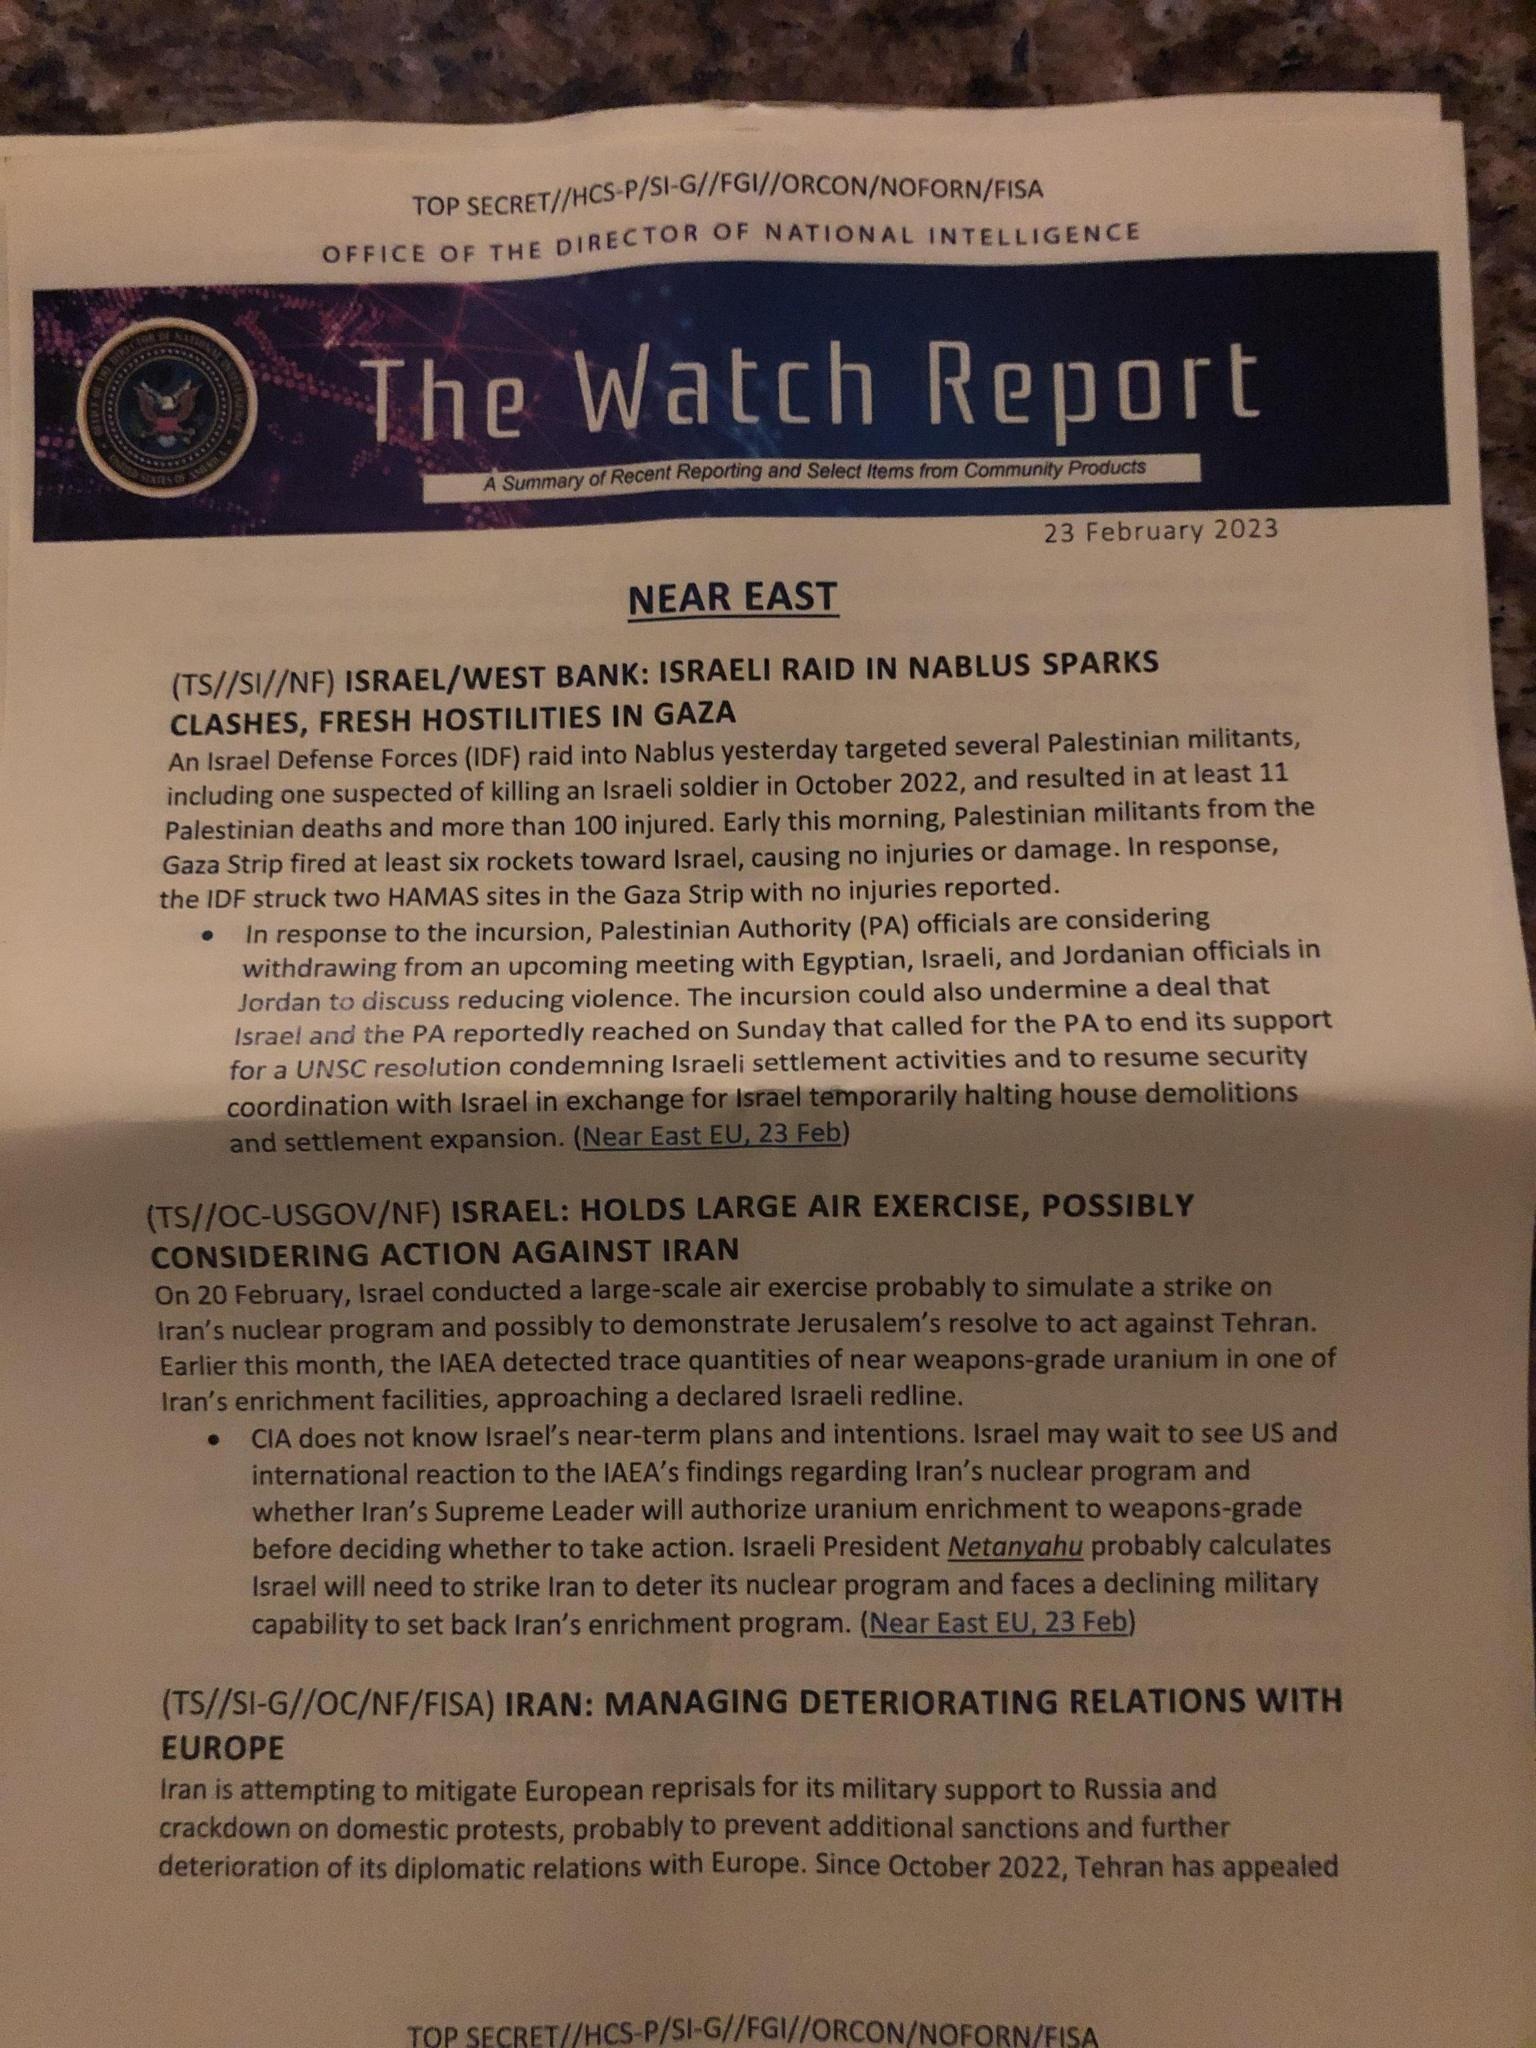 TOP SECRET//HCS-P/SI-G//FGI//ORCON/NOFORN/FISA
OFFICE OF THE DIRECTOR OF NATIONAL INTELLIGENCE
The Watch Report
A Summary of Recent Reporting and Select Items from Community Products
23 February 2023
NEAR EAST
(TS//SI//NF) ISRAEL/WEST BANK: ISRAELI RAID IN NABLUS SPARKS
CLASHES, FRESH HOSTILITIES IN GAZA
An Israel Defense Forces (IDF) raid into Nablus yesterday targeted several Palestinian militants,
including one suspected of killing an Israeli soldier in October 2022, and resulted in at least 11
Palestinian deaths and more than 100 injured. Early this morning, Palestinian militants from the
Gaza Strip fired at least six rockets toward Israel, causing no injuries or damage. In response,
the IDF struck two HAMAS sites in the Gaza Strip with no injuries reported.
• In response to the incursion, Palestinian Authority (PA) officials are considering
withdrawing from an upcoming meeting with Egyptian, Israeli, and Jordanian officials in
Jordan to discuss reducing violence. The incursion could also undermine a deal that
Israel and the PA reportedly reached on Sunday that called for the PA to end its support
for a UNSC resolution condemning Israeli settlement activities and to resume security
coordination with Israel in exchange for Israel temporarily halting house demolitions
and settlement expansion. (Near East EU, 23 Feb)
(TS//OC-USGOV/NF) ISRAEL: HOLDS LARGE AIR EXERCISE, POSSIBLY
CONSIDERING ACTION AGAINST IRAN
On 20 February, Israel conducted a large-scale air exercise probably to simulate a strike on
Iran's nuclear program and possibly to demonstrate Jerusalem's resolve to act against Tehran.
Earlier this month, the IAEA detected trace quantities of near weapons-grade uranium in one of
Iran's enrichment facilities, approaching a declared Israeli redline.
• CIA does not know Israel's near-term plans and intentions. Israel may wait to see US and
international reaction to the IAEA's findings regarding Iran's nuclear program and
whether Iran's Supreme Leader will authorize uranium enrichment to weapons-grade
before deciding whether to take action. Israeli President Netanyahu probably calculates
Israel will need to strike Iran to deter its nuclear program and faces a declining military
capability to set back Iran's enrichment program. (Near East EU, 23 Feb)
(TS//SI-G//OC/NF/FISA) IRAN: MANAGING DETERIORATING RELATIONS WITH
EUROPE
Iran is attempting to mitigate European reprisals for its military support to Russia and
crackdown on domestic protests, probably to prevent additional sanctions and further
deterioration of its diplomatic relations with Europe. Since October 2022, Tehran has appealed
TOP SECRET//HCS-P/SI-G//FGI//ORCON/NOFORN/FISA